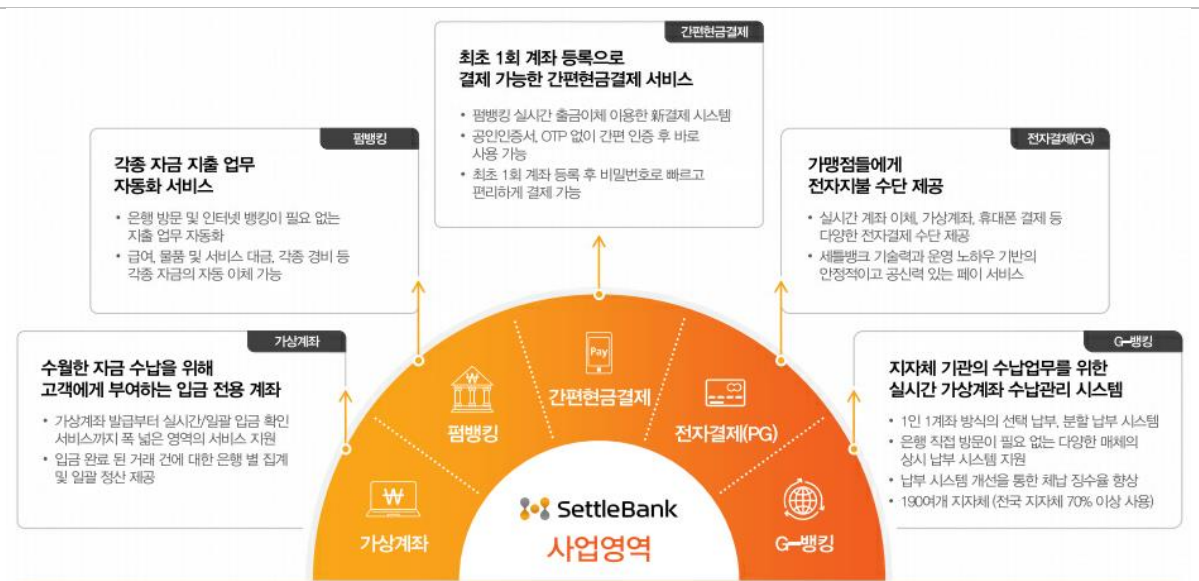 간편현금결제
최초 1회 계좌 등록으로
결제 가능한 간편현금결제 서비스
• 펌뱅킹 실시간 출금이체 이용한 新결제 시스템
• 공인인증서, OTP 없이 간편 인증 후 바로
사용 가능
• 최초 1회 계좌 등록 후 비밀번호로 빠르고
편리하게 결제 가능
펌뱅킹
각종 자금 지출 업무
자동화 서비스
• 은행 방문 및 인터넷 뱅킹이 필요 없는
지출 업무 자동화
• 급여, 물품 및 서비스 대금, 각종 경비 등
각종 자금의 자동 이체 가능
전자결제(PG)
가맹점들에게
전자지불 수단 제공
• 실시간 계좌 이체, 가상계좌, 휴대폰 결제 등
다양한 전자결제 수단 제공
• 세틀뱅크 기술력과 운영 노하우 기반의
안정적이고 공신력 있는 페이 서비스
가상계좌
수월한 자금 수납을 위해
고객에게 부여하는 입금 전용 계좌
• 가상계좌 발급부터 실시간/일괄 입금 확인
서비스까지 폭 넓은 영역의 서비스 지원
• 입금 완료 된 거래 건에 대한 은행 별 집계
및 일괄 정산 제공
G-뱅킹
지자체 기관의 수납업무를 위한
실시간 가상계좌 수납관리 시스템
• 1인 1계좌 방식의 선택 납부, 분할 납부 시스템
• 은행 직접 방문이 필요 없는 다양한 매체의
상시 납부 시스템 지원
• 납부 시스템 개선을 통한 체납 징수율 향상
• 190여개 지자체 (전국 지자체 70% 이상 사용)
Pay
간편현금결제
펌뱅킹
전자결제(PG)
₩
가상계좌
SettleBank
사업영역
G-뱅킹